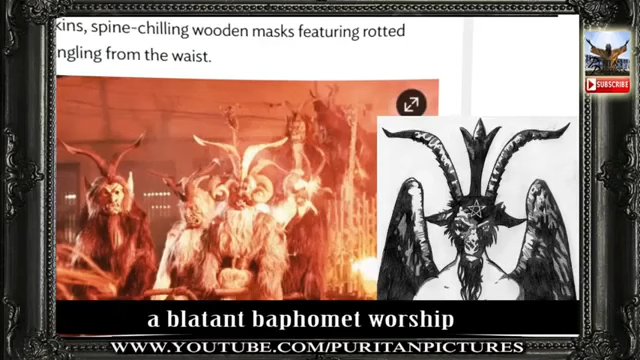 kins, spine-chilling wooden masks featuring rotted
ngling from the waist.
SUBSCRIBE
a blatant baphomet worship
WWW.YOUTUBE.COM/PURITANPICTURES